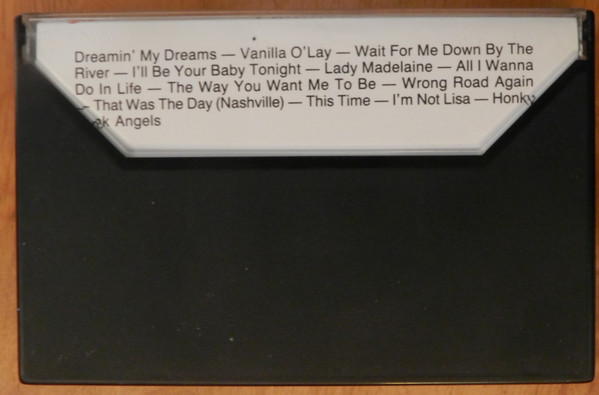 Dreamin' My Dreams — Vanilla O'Lay — Wait For Me Down By The
River — I'll Be Your Baby Tonight — Lady Madelaine — All I Wanna
Do In Life — The Way You Want Me To Be — Wrong Road Again
— That Was The Day (Nashville) — This Time — I'm Not Lisa — Honky
Angels